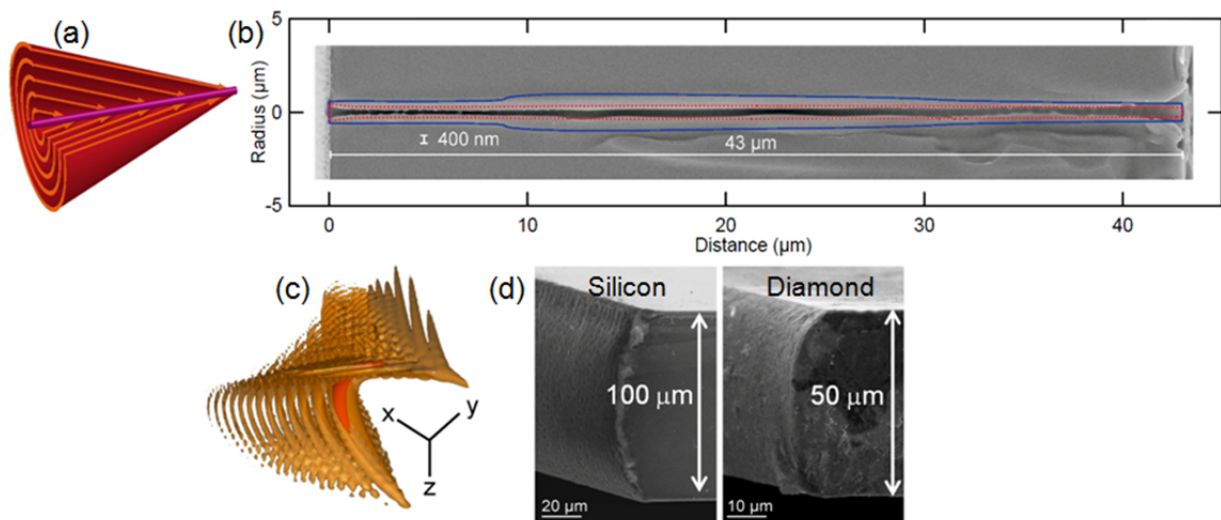 (a)
(b)
5
0
-5
Radius (µm)
400 nm
43 µm
0
10
20
30
40
Distance (µm)
(c)
x
y
z
(d)
Silicon
Diamond
100 µm
50 µm
20 µm
10 µm